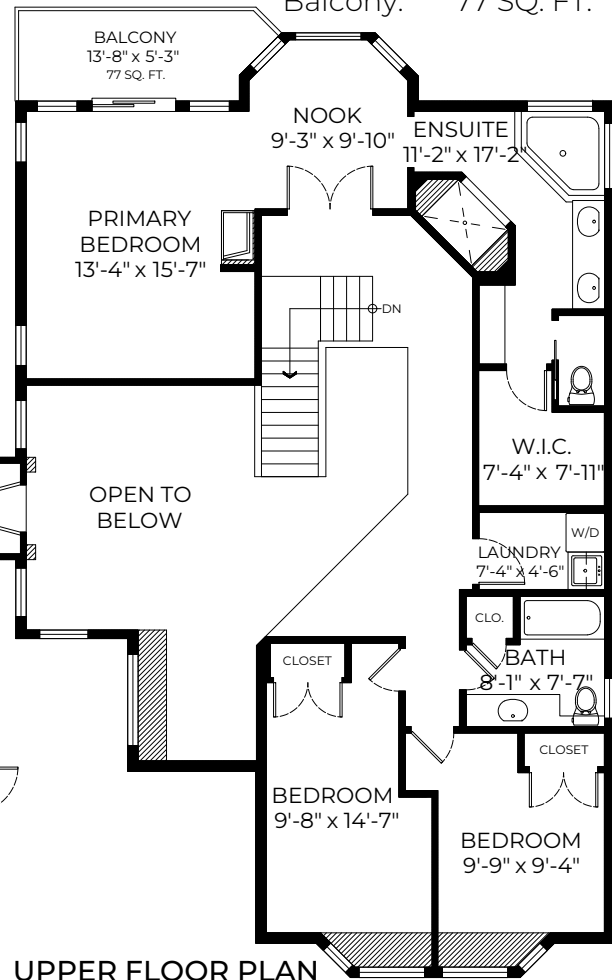 Balcony: 77 SQ. FT.
BALCONY
13'-8" x 5'-3"
77 SQ. FT.
NOOK
9'-3" x 9'-10"
ENSUITE
11'-2" x 17'-2"
PRIMARY
BEDROOM
13'-4" x 15'-7"
DN
W.I.C.
7'-4" x 7'-11"
OPEN TO
BELOW
W/D
LAUNDRY
7'-4" x 4'-6"
CLO.
BATH
8'-1" x 7'-7"
CLOSET
CLOSET
BEDROOM
9'-8" x 14'-7"
BEDROOM
9'-9" x 9'-4"
UPPER FLOOR PLAN